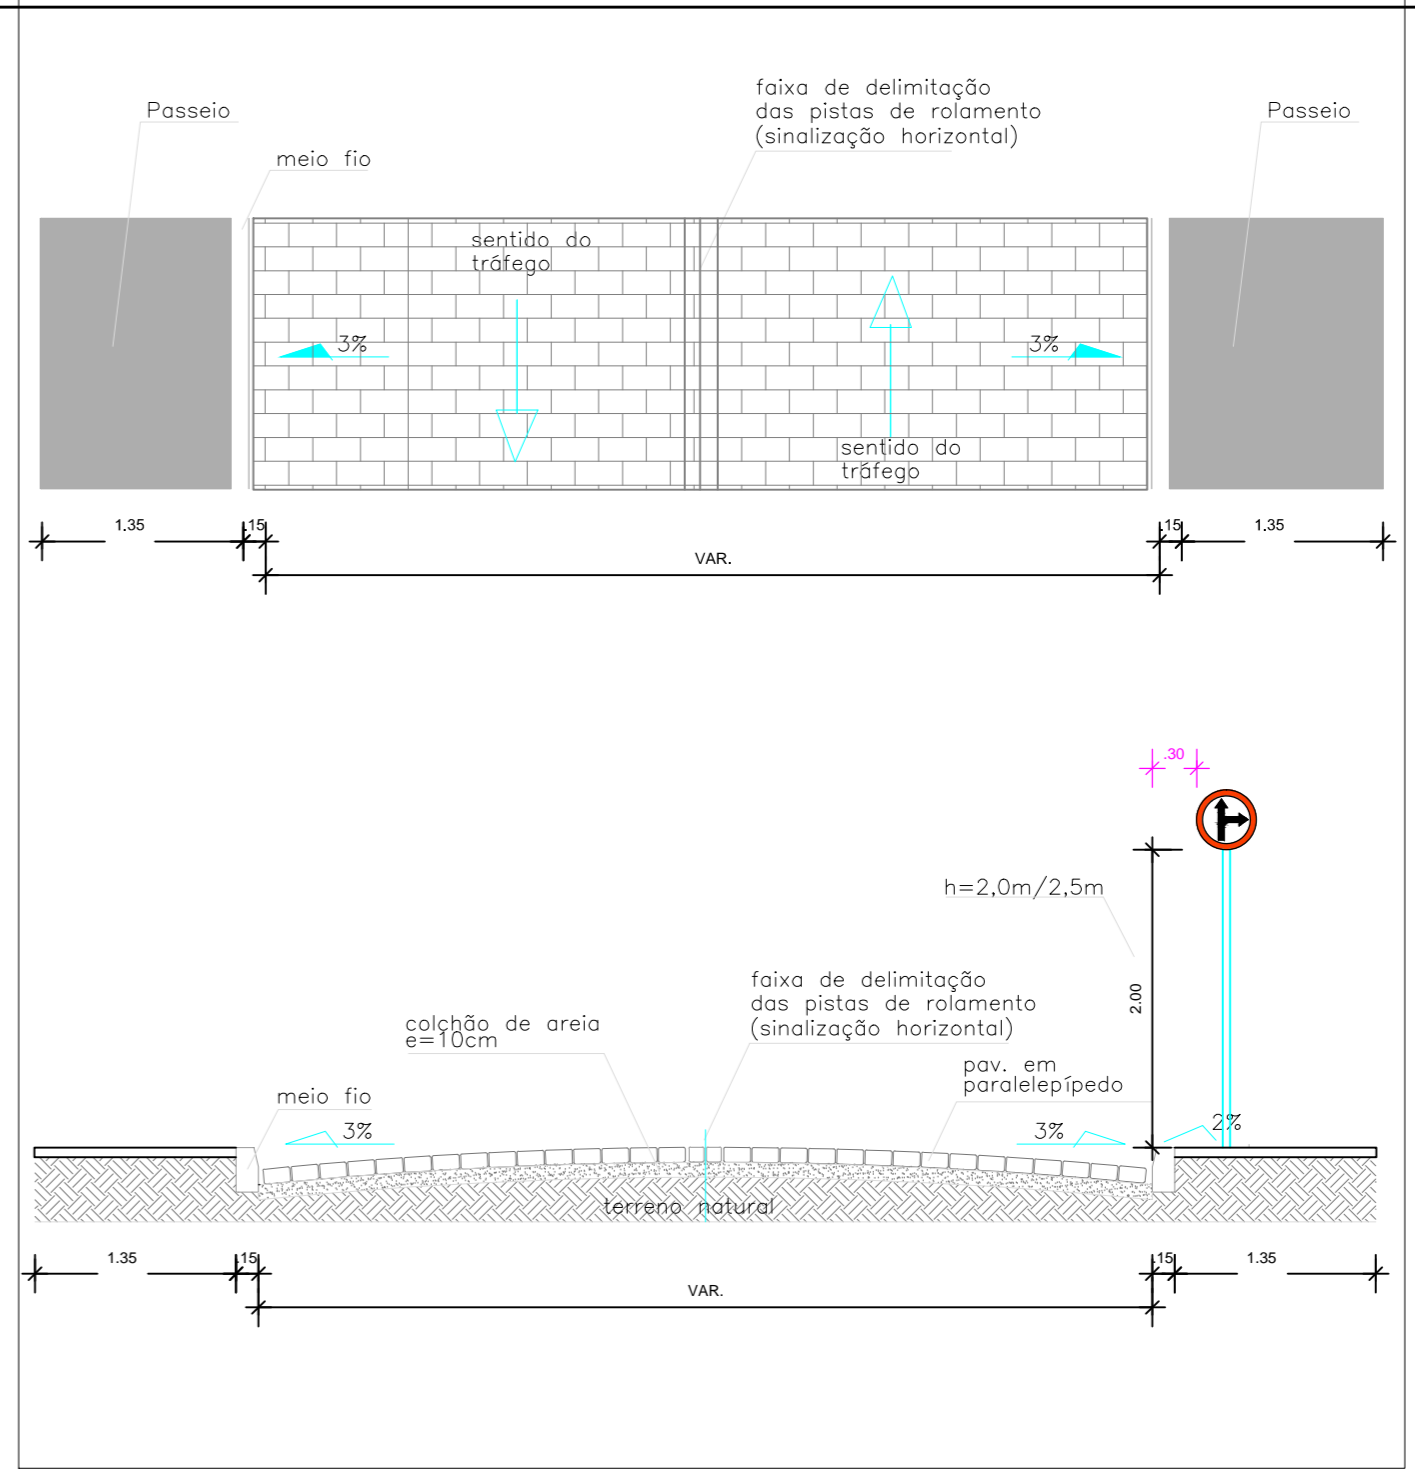 faixa de delimitação
das pistas de rolamento
(sinalização horizontal)
Passeio
Passeio
meio fio
sentido do
tráfego
3%
3%
sentido do
tráfego
1.35
.15
.15
1.35
VAR.
.30
h=2,0m/2,5m
2.00
faixa de delimitação
das pistas de rolamento
(sinalização horizontal)
colchão de areia
e=10cm
pav. em
paralelepípedo
meio fio
3%
3%
2%
terreno natural
1.35
.15
.15
1.35
VAR.